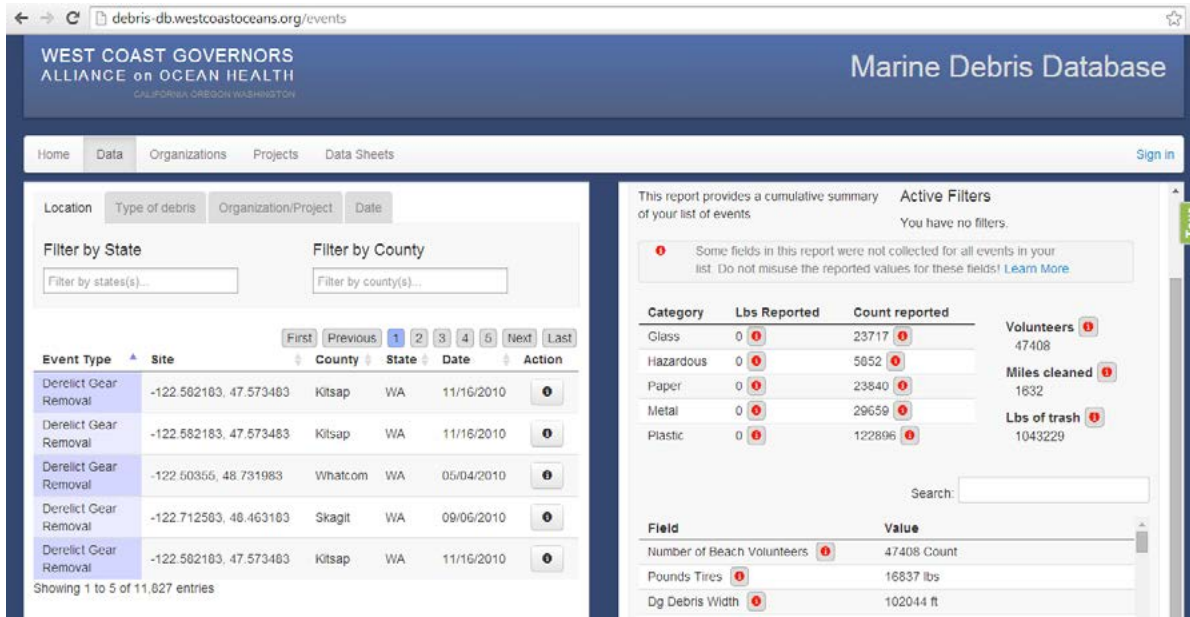 debris-db.westcoastoceans.org/events
WEST COAST GOVERNORS
ALLIANCE on OCEAN HEALTH
CALIFORNIA OREGON WASHINGTON
Marine Debris Database
Home Data Organizations Projects Data Sheets Sign in
Location Type of debris Organization/Project Date
Filter by State Filter by County
Filter by states(s)... Filter by county(s)...
First Previous 1 2 3 4 5 Next Last
Event Type Site County State Date Action
Derelict Gear
Removal -122.582183, 47.573483 Kitsap WA 11/16/2010
Derelict Gear
Removal -122.582183, 47.573483 Kitsap WA 11/16/2010
Derelict Gear
Removal -122.50355, 48.731983 Whatcom WA 05/04/2010
Derelict Gear
Removal -122.712583, 48.463183 Skagit WA 09/06/2010
Derelict Gear
Removal -122.582183, 47.573483 Kitsap WA 11/16/2010
Showing 1 to 5 of 11,827 entries
This report provides a cumulative summary
of your list of events
Active Filters
You have no filters.
Some fields in this report were not collected for all events in your
list. Do not misuse the reported values for these fields! Learn More
Category Lbs Reported Count reported
Glass 0 23717
Hazardous 0 5852
Paper 0 23840
Metal 0 29659
Plastic 0 122896
Volunteers
47408
Miles cleaned
1632
Lbs of trash
1043229
Search:
Field Value
Number of Beach Volunteers 47408 Count
Pounds Tires 16837 lbs
Dg Debris Width 102044 ft